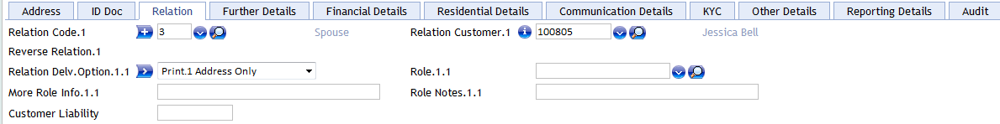 Address ID Doc Relation Further Details Financial Details Residential Details Communication Details KYC Other Details Reporting Details Audit
Relation Code.1 3 Spouse Relation Customer.1 100805 Jessica Bell
Reverse Relation.1
Relation Delv.Option.1.1 Print.1 Address Only Role.1.1
More Role Info.1.1 Role Notes.1.1
Customer Liability